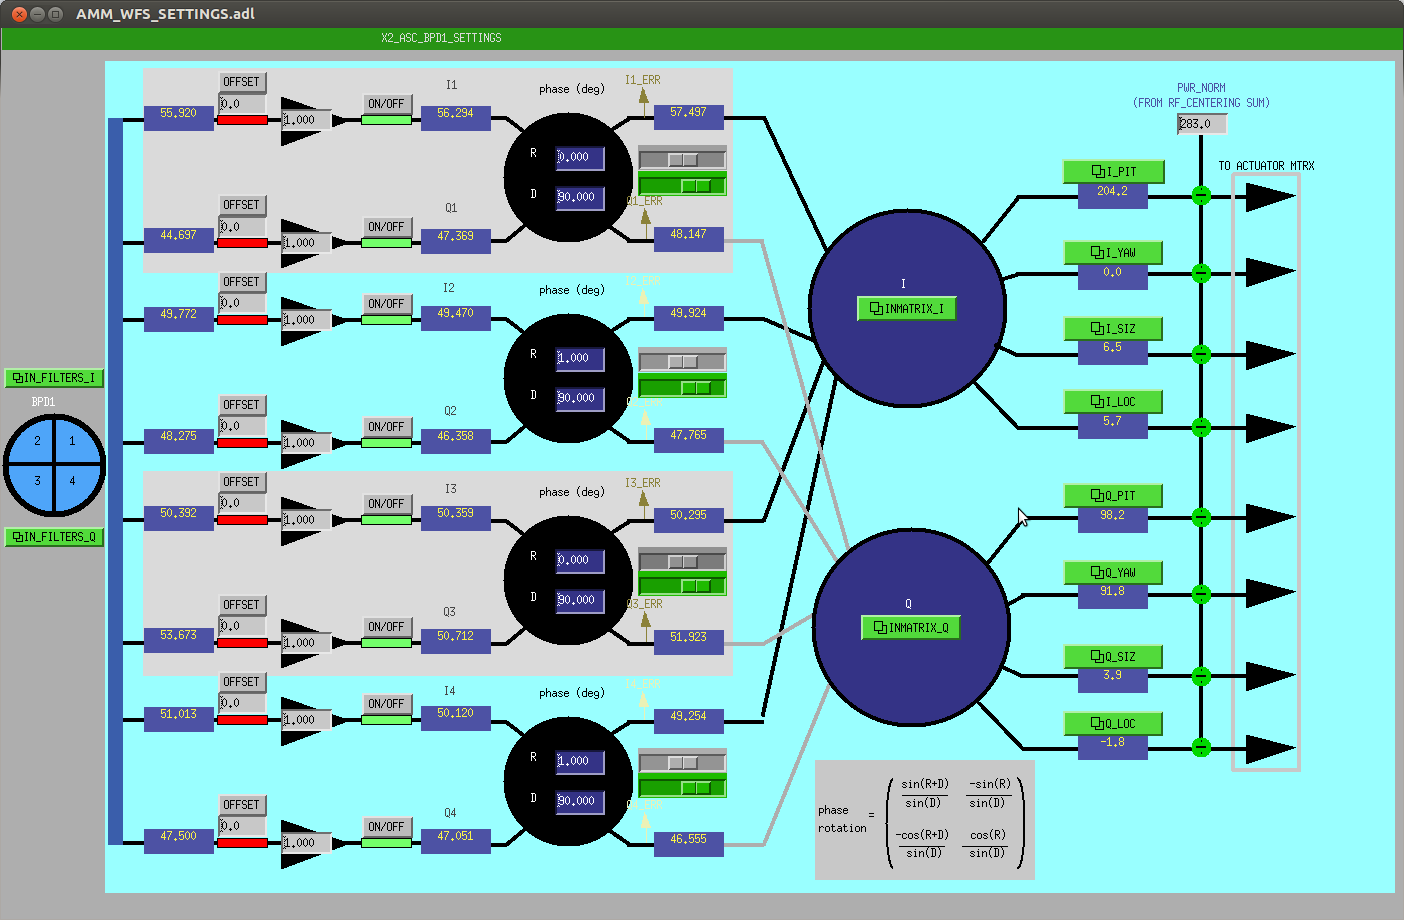 AMM_WFS_SETTINGS.adl
X2_ASC_BPD1_SETTINGS
IN_FILTERS_I
BPD1
2 1
3 4
IN_FILTERS_Q
OFFSET
0.0
55.920
1.000
ON/OFF
I1
56.294
phase (deg)
R 0.000
D 90.000
I1_ERR
57.497
OFFSET
0.0
44.697
1.000
ON/OFF
Q1
47.369
Q1_ERR
48.147
OFFSET
0.0
49.772
1.000
ON/OFF
I2
49.470
phase (deg)
R 1.000
D 90.000
I2_ERR
49.924
OFFSET
0.0
48.275
1.000
ON/OFF
Q2
46.358
47.765
OFFSET
0.0
50.392
1.000
ON/OFF
I3
50.359
phase (deg)
R 0.000
D 90.000
I3_ERR
50.295
OFFSET
0.0
53.673
1.000
ON/OFF
Q3
50.712
Q3_ERR
51.923
OFFSET
0.0
51.013
1.000
ON/OFF
I4
50.120
phase (deg)
R 1.000
D 90.000
49.254
OFFSET
0.0
47.500
1.000
ON/OFF
Q4
47.051
Q4_ERR
46.555
I
INMATRIX_I
Q
INMATRIX_Q
PWR_NORM
(FROM RF_CENTERING SUM)
283.0
TO ACTUATOR MTRX
I_PIT
204.2
I_YAW
0.0
I_SIZ
6.5
I_LOC
5.7
Q_PIT
98.2
Q_YAW
91.8
Q_SIZ
3.9
Q_LOC
-1.8
phase
rotation =
sin(R+D) -sin(R)
sin(D) sin(D)
-cos(R+D) cos(R)
sin(D) sin(D)